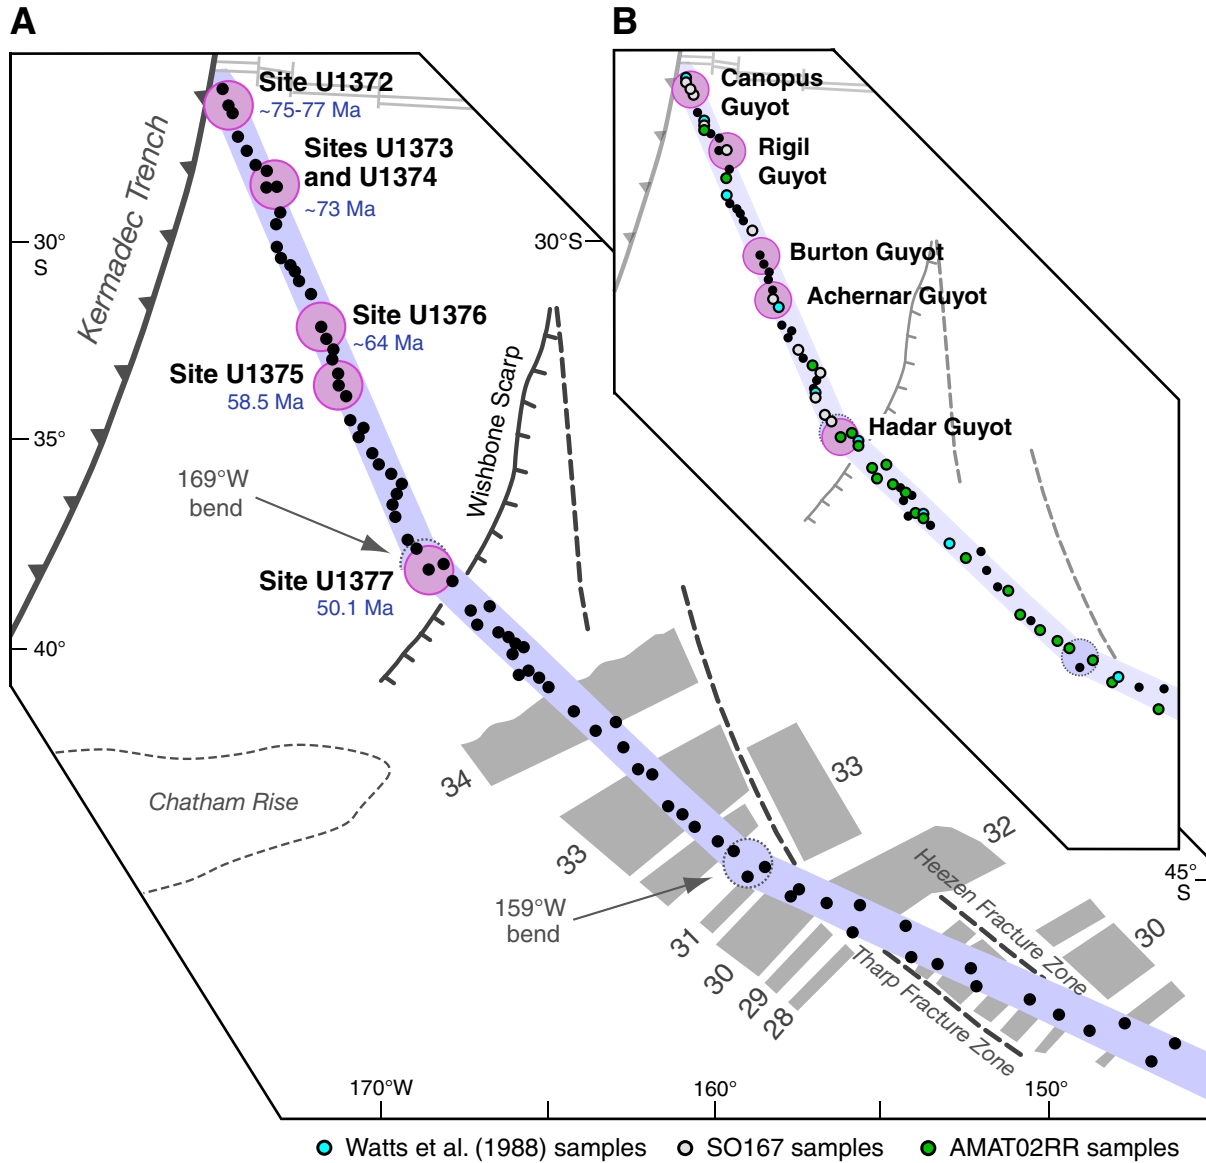 A
B
Site U1372
~75-77 Ma
Sites U1373
and U1374
~73 Ma
Kermadec Trench
30°
S
Site U1376
~64 Ma
Site U1375
58.5 Ma
35°
169°W
bend
Wishbone Scarp
Site U1377
50.1 Ma
40°
Chatham Rise
34
33
33
32
31
30
29
28
30
159°W
bend
Heezen Fracture Zone
Tharp Fracture Zone
170°W
160°
150°
30°S
Canopus
Guyot
Rigil
Guyot
Burton Guyot
Achernar Guyot
Hadar Guyot
45°
S
Watts et al. (1988) samples
SO167 samples
AMAT02RR samples